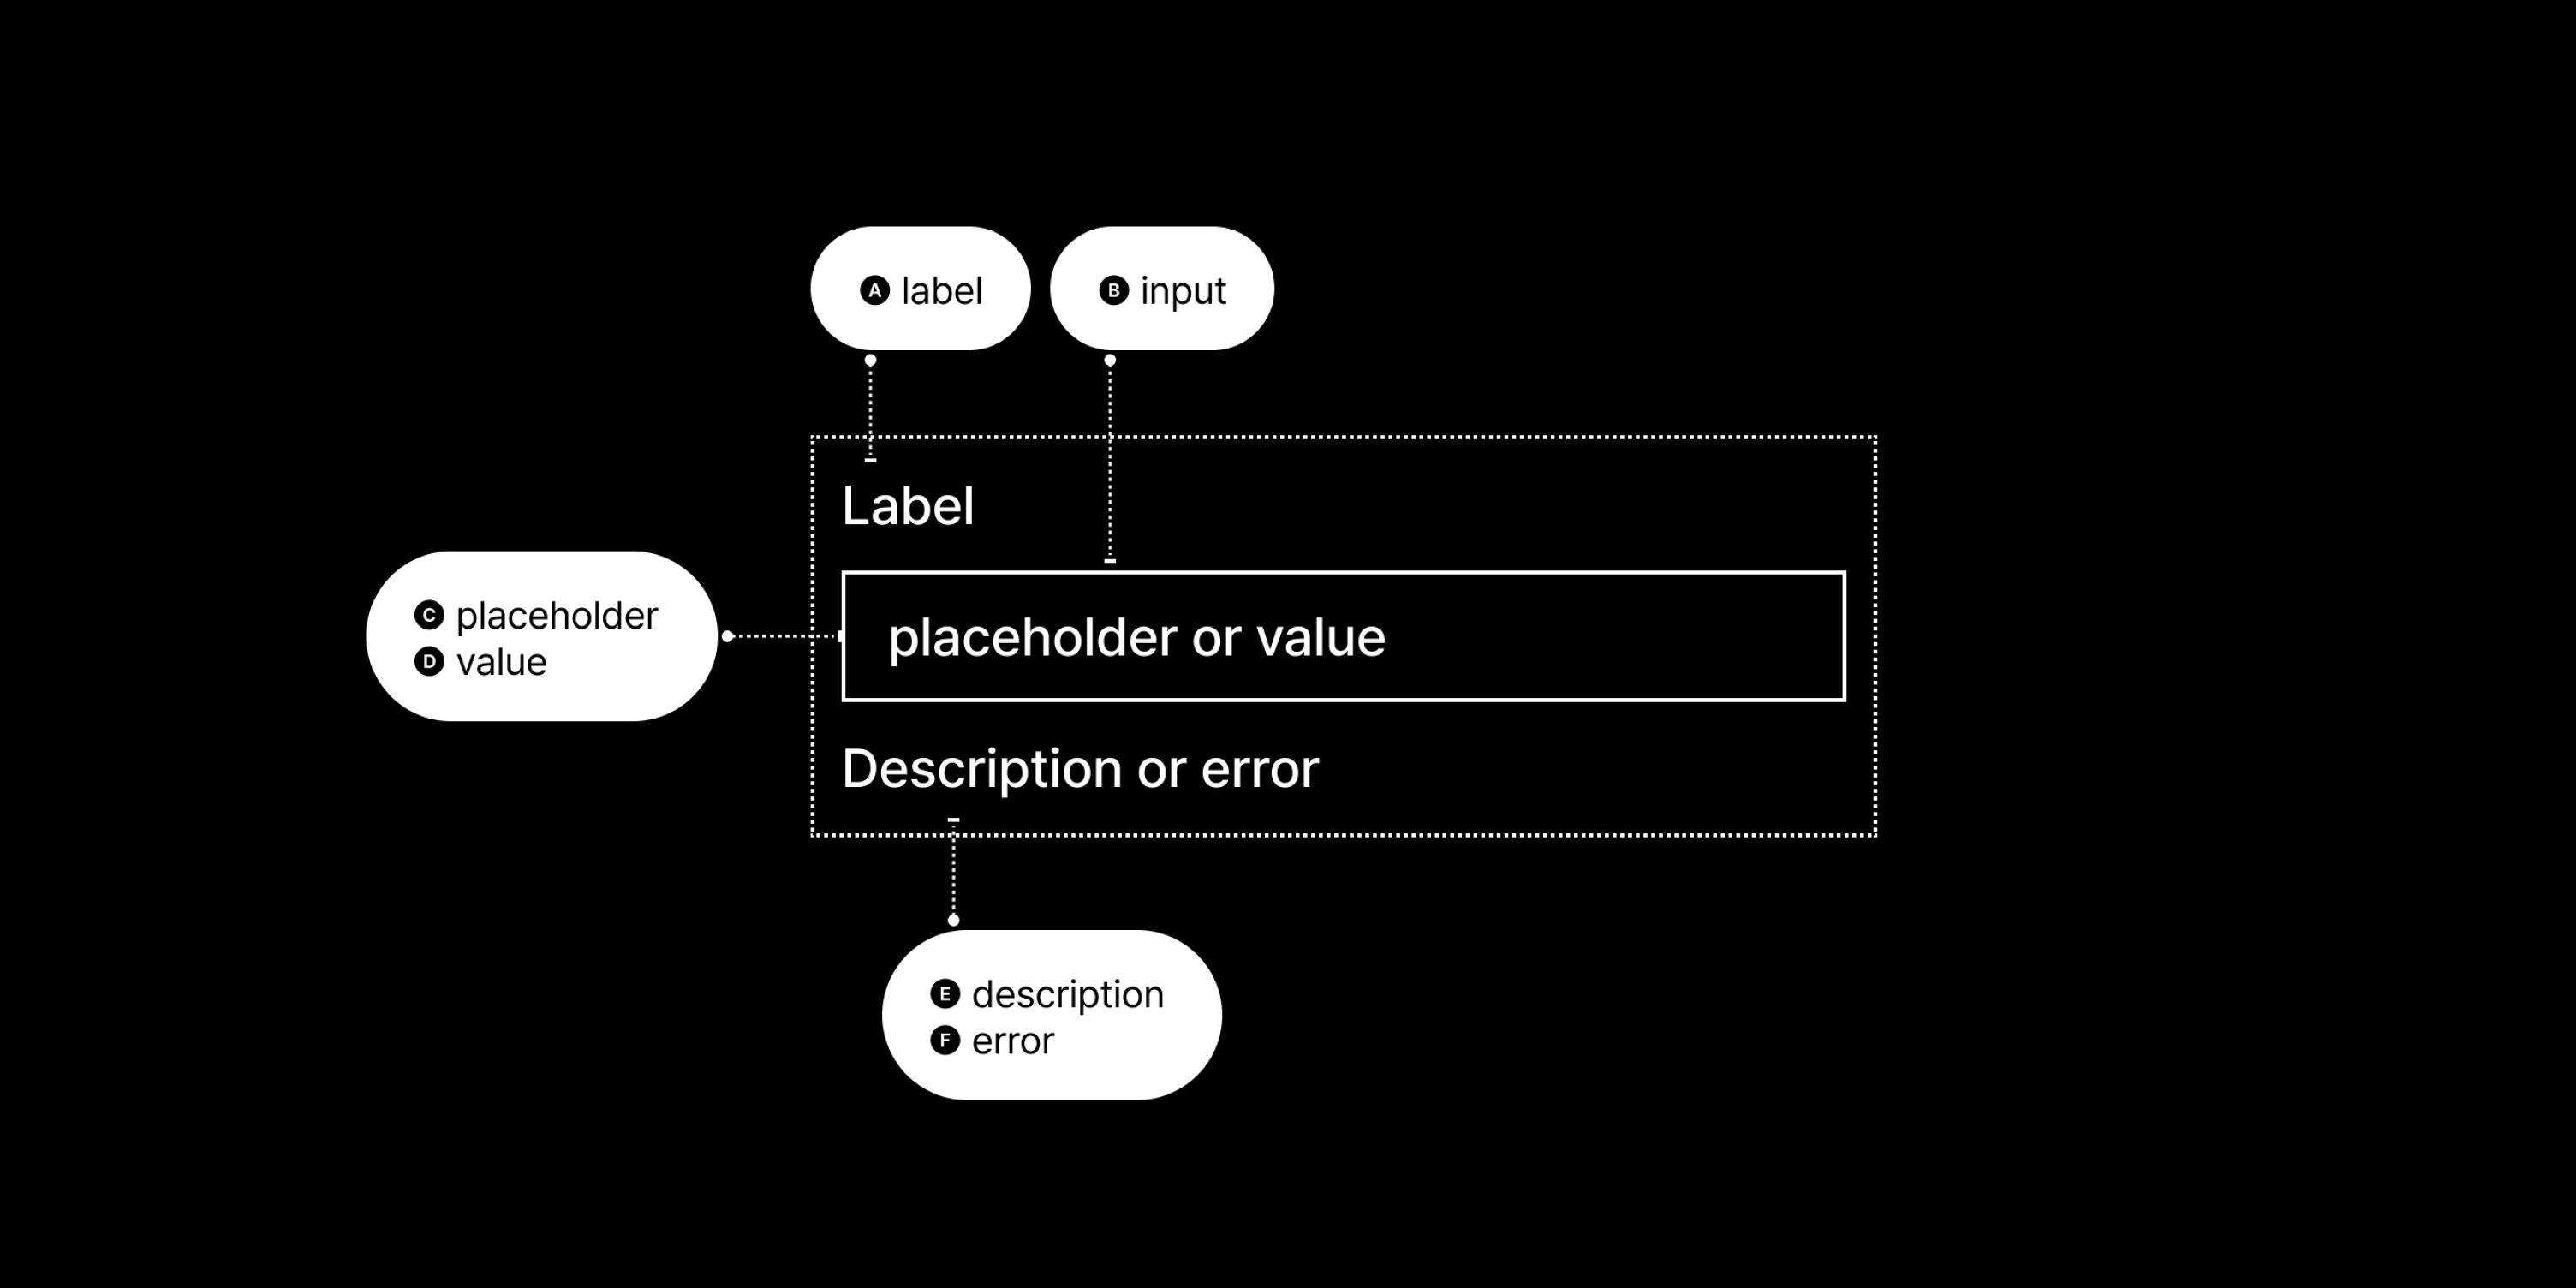 A label
B input
Label
C placeholder
D value
placeholder or value
Description or error
E description
F error